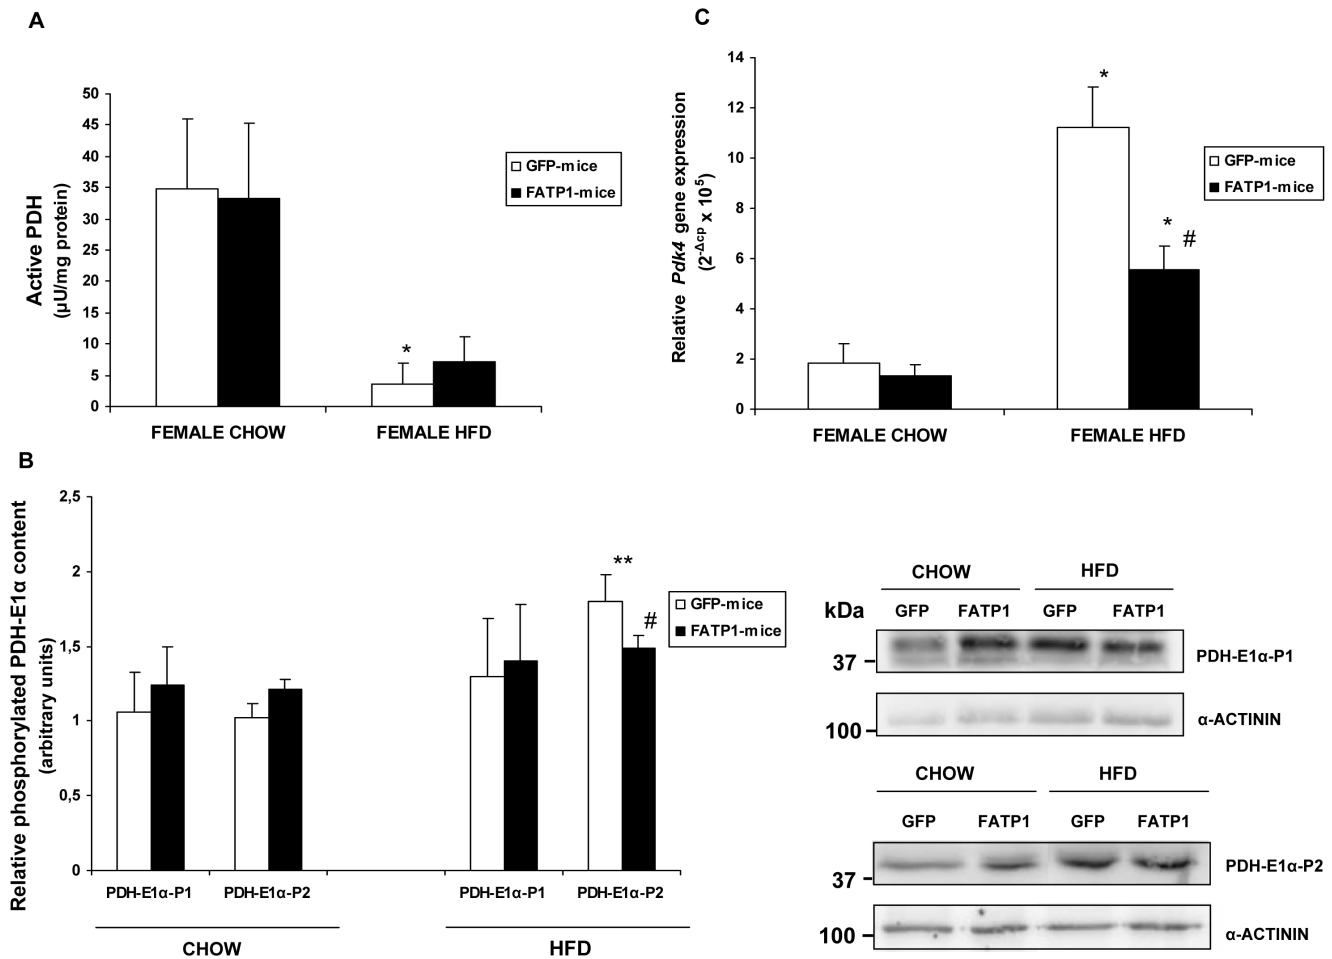 A
50
45
40
35
30
25
20
15
10
5
0
Active PDH
(µU/mg protein)
*
FEMALE CHOW
FEMALE HFD
GFP-mice
FATP1-mice
C
14
12
10
8
6
4
2
0
Relative Pdk4 gene expression
(2-Δcp x 105)
*
*
#
FEMALE CHOW
FEMALE HFD
GFP-mice
FATP1-mice
B
2,5
2
1,5
1
0,5
0
Relative phosphorylated PDH-E1α content
(arbitrary units)
**
#
GFP-mice
FATP1-mice
PDH-E1α-P1
PDH-E1α-P2
PDH-E1α-P1
PDH-E1α-P2
CHOW
HFD
CHOW
HFD
kDa
GFP
FATP1
GFP
FATP1
37
PDH-E1α-P1
100
α-ACTININ
CHOW
HFD
GFP
FATP1
GFP
FATP1
37
PDH-E1α-P2
100
α-ACTININ